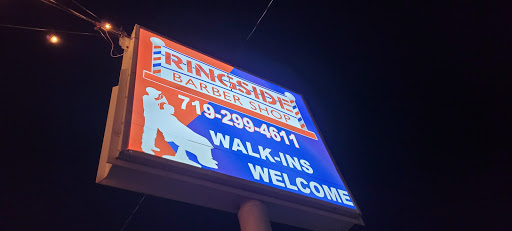 RINGSIDE
BARBER SHOP
719-299-4611
WALK-INS
WELCOME